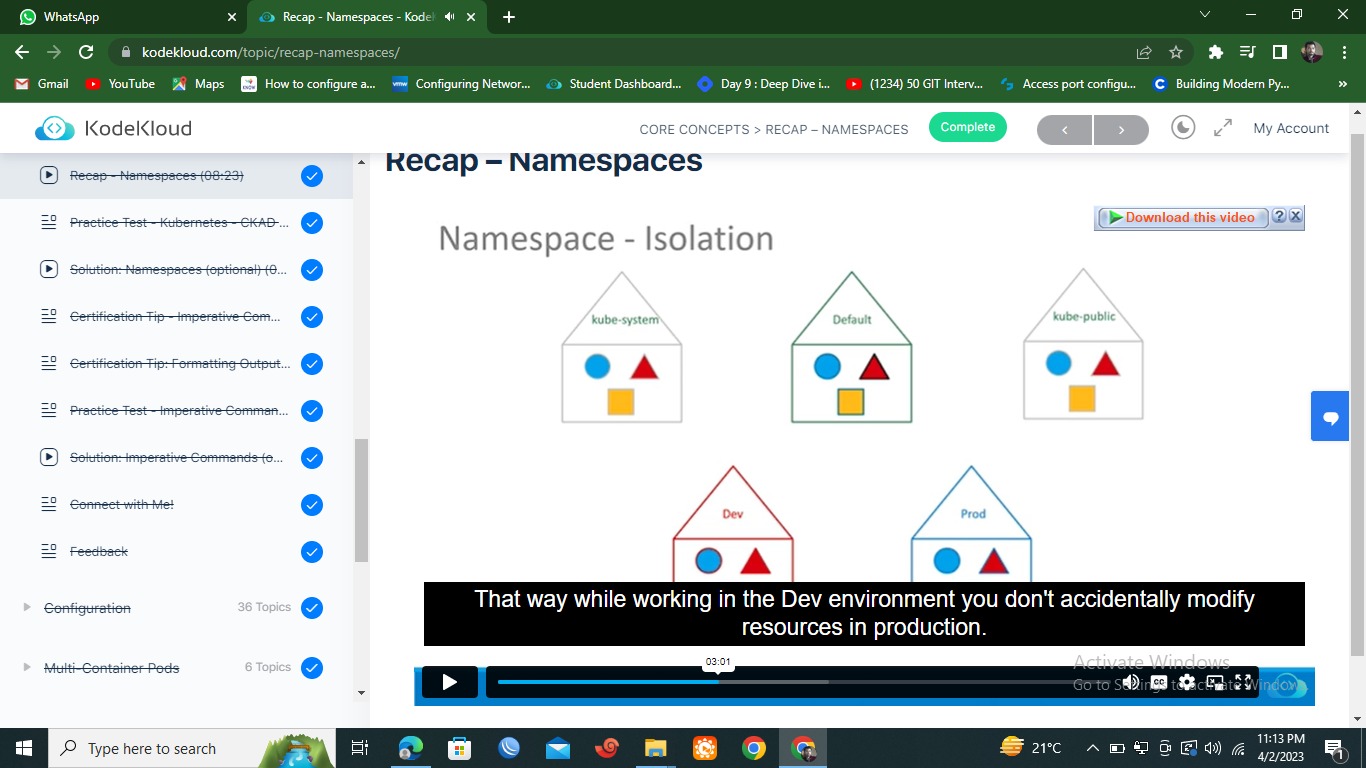 WhatsApp
Recap - Namespaces - Kodek
kodekloud.com/topic/recap-namespaces/
Gmail
YouTube
Maps
How to configure a...
Configuring Networ...
Student Dashboard...
Day 9 : Deep Dive i...
(1234) 50 GIT Interv...
Access port configu...
Building Modern Py...
»
KodeKloud
CORE CONCEPTS > RECAP – NAMESPACES
Complete
<
>
My Account
Recap - Namespaces (08:23)
Practice Test - Kubernetes - CKAD ...
Solution: Namespaces (optional) (0...
Certification Tip - Imperative Com...
Certification Tip: Formatting Output...
Practice Test - Imperative Comman...
Solution: Imperative Commands (o...
Connect with Me!
Feedback
Configuration
36 Topics
Multi-Container Pods
6 Topics
Recap – Namespaces
Download this video
?
X
Namespace - Isolation
kube-system
Default
kube-public
Dev
Prod
That way while working in the Dev environment you don't accidentally modify
resources in production.
03:01
CC
Activate Windows
Go to Settings to activate Windows.
Type here to search
21°C
11:13 PM
4/2/2023
1